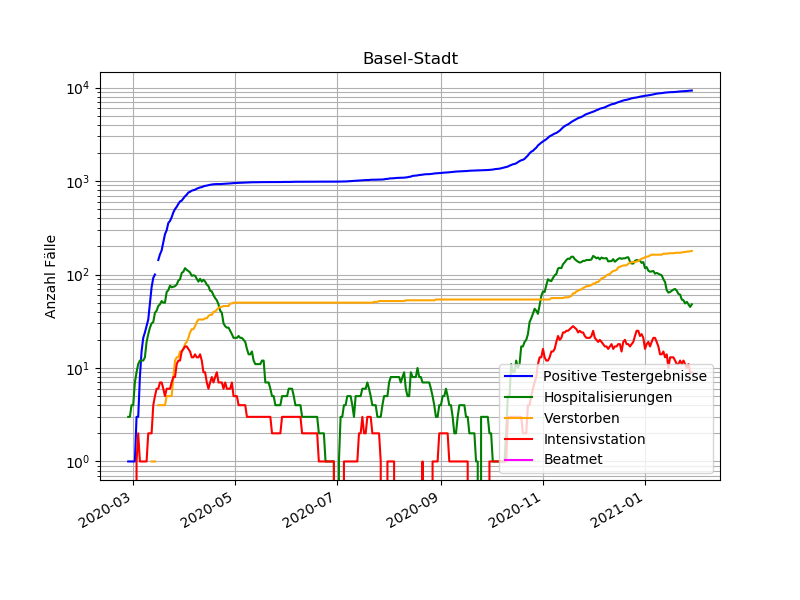 Basel-Stadt
Anzahl Fälle
10⁴
10³
10²
10¹
10⁰
2020-03
2020-05
2020-07
2020-09
2020-11
2021-01
Positive Testergebnisse
Hospitalisierungen
Verstorben
Intensivstation
Beatmet